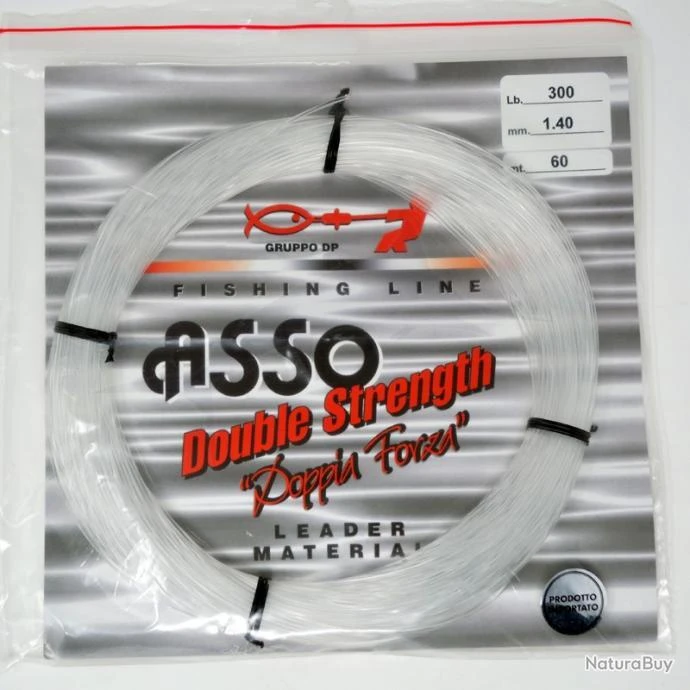 Lb. 300
mm. 1.40
mt. 60
GRUPPO DP
FISHING LINE
ASSO
Double Strength
"Doppia Forza"
LEADER
MATERIAL
PRODOTTO
IMPORTATO
NaturaBuy